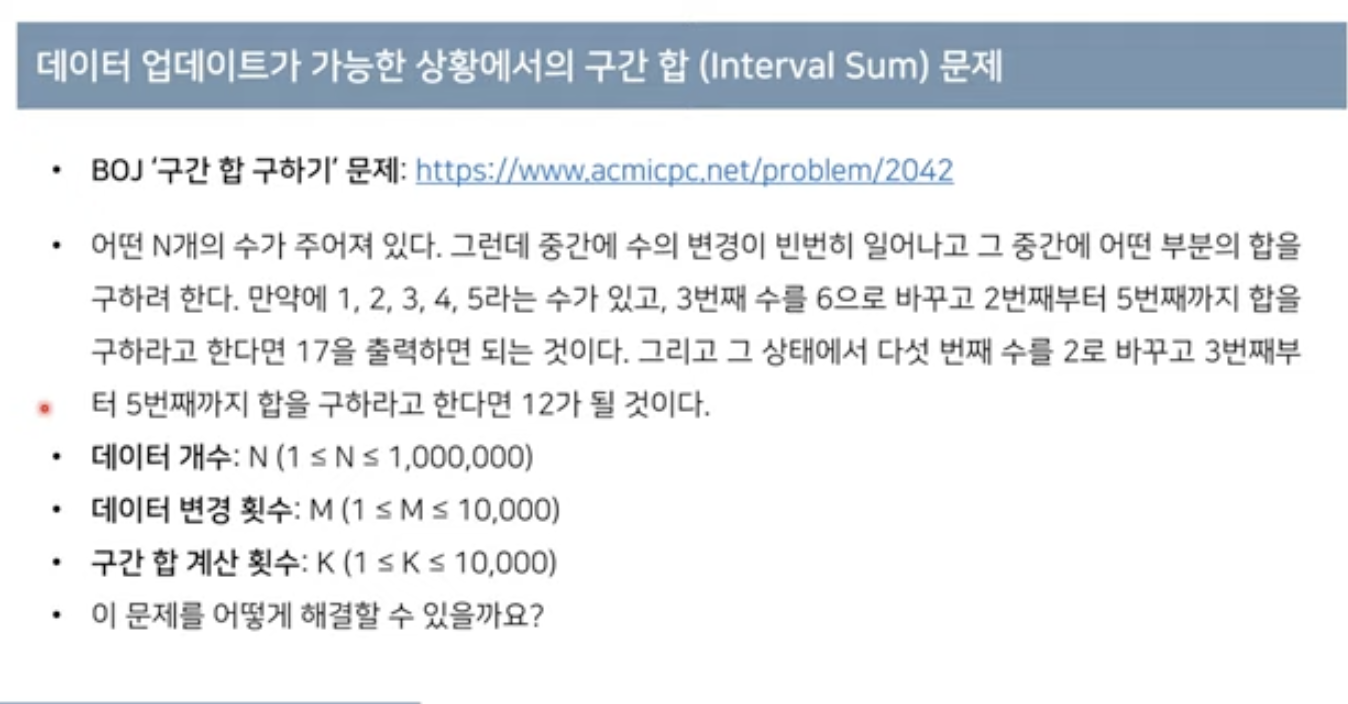 데이터 업데이트가 가능한 상황에서의 구간 합 (Interval Sum) 문제
• BOJ ‘구간 합 구하기’ 문제: https://www.acmicpc.net/problem/2042
• 어떤 N개의 수가 주어져 있다. 그런데 중간에 수의 변경이 빈번히 일어나고 그 중간에 어떤 부분의 합을
구하려 한다. 만약에 1, 2, 3, 4, 5라는 수가 있고, 3번째 수를 6으로 바꾸고 2번째부터 5번째까지 합을
구하라고 한다면 17을 출력하면 되는 것이다. 그리고 그 상태에서 다섯 번째 수를 2로 바꾸고 3번째부
터 5번째까지 합을 구하라고 한다면 12가 될 것이다.
• 데이터 개수: N (1 ≤ N ≤ 1,000,000)
• 데이터 변경 횟수: M (1 ≤ M ≤ 10,000)
• 구간 합 계산 횟수: K (1 ≤ K ≤ 10,000)
• 이 문제를 어떻게 해결할 수 있을까요?